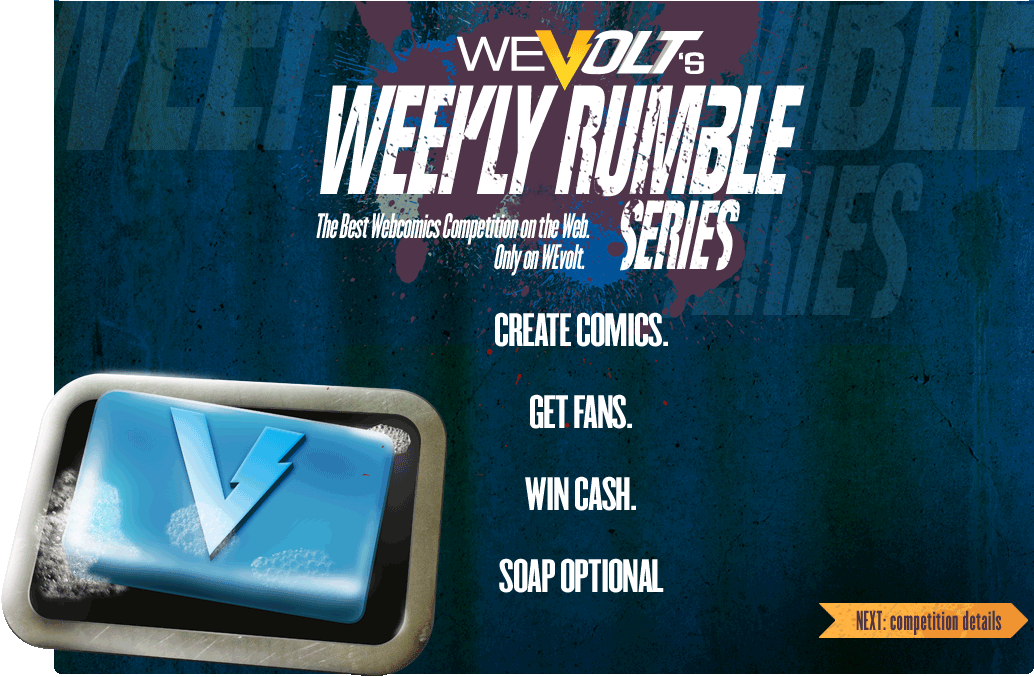 WEVOLT'S
WEEKLY RUMBLE
SERIES
The Best Webcomics Competition on the Web.
Only on WEvolt.
CREATE COMICS.
GET FANS.
WIN CASH.
SOAP OPTIONAL
V
NEXT: competition details